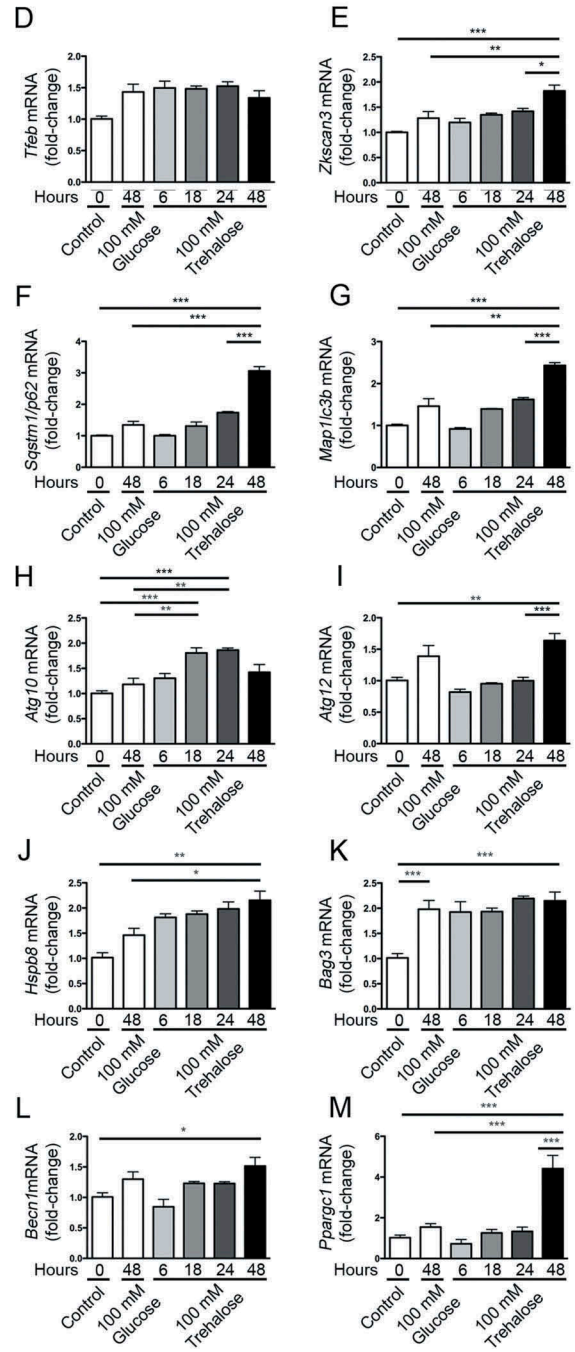 D
Tfeb mRNA
(fold-change)
2.0
1.5
1.0
0.5
0.0
Hours 0 48 6 18 24 48
Control
100 mM
Glucose
100 mM
Trehalose
E
***
**
*
Zkscan3 mRNA
(fold-change)
2.5
2.0
1.5
1.0
0.5
0.0
Hours 0 48 6 18 24 48
Control
100 mM
Glucose
100 mM
Trehalose
F
***
***
***
Sqstm1/p62 mRNA
(fold-change)
4
3
2
1
0
Hours 0 48 6 18 24 48
Control
100 mM
Glucose
100 mM
Trehalose
G
***
**
***
Map1lc3b mRNA
(fold-change)
3
2
1
0
Hours 0 48 6 18 24 48
Control
100 mM
Glucose
100 mM
Trehalose
H
***
**
***
**
Atg10 mRNA
(fold-change)
2.5
2.0
1.5
1.0
0.5
0.0
Hours 0 48 6 18 24 48
Control
100 mM
Glucose
100 mM
Trehalose
I
**
***
Atg12 mRNA
(fold-change)
2.0
1.5
1.0
0.5
0.0
Hours 0 48 6 18 24 48
Control
100 mM
Glucose
100 mM
Trehalose
J
**
*
Hspb8 mRNA
(fold-change)
2.5
2.0
1.5
1.0
0.5
0.0
Hours 0 48 6 18 24 48
Control
100 mM
Glucose
100 mM
Trehalose
K
***
***
Bag3 mRNA
(fold-change)
2.5
2.0
1.5
1.0
0.5
0.0
Hours 0 48 6 18 24 48
Control
100 mM
Glucose
100 mM
Trehalose
L
*
Becn1mRNA
(fold-change)
2.0
1.5
1.0
0.5
0.0
Hours 0 48 6 18 24 48
Control
100 mM
Glucose
100 mM
Trehalose
M
***
***
***
Ppargc1 mRNA
(fold-change)
6
4
2
0
Hours 0 48 6 18 24 48
Control
100 mM
Glucose
100 mM
Trehalose